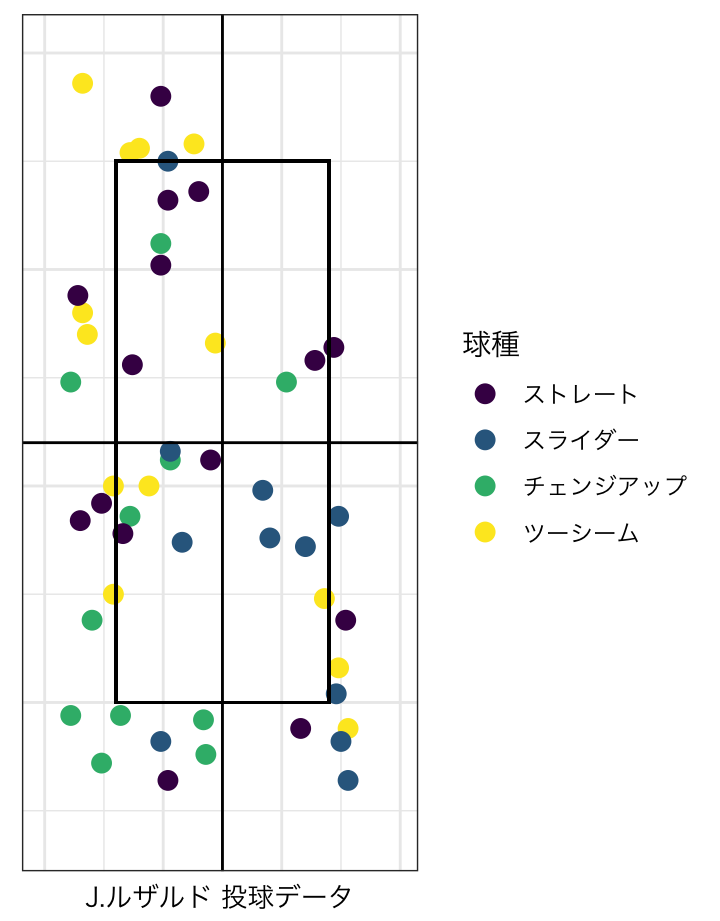 球種
ストレート
スライダー
チェンジアップ
ツーシーム
J.ルザルド 投球データ